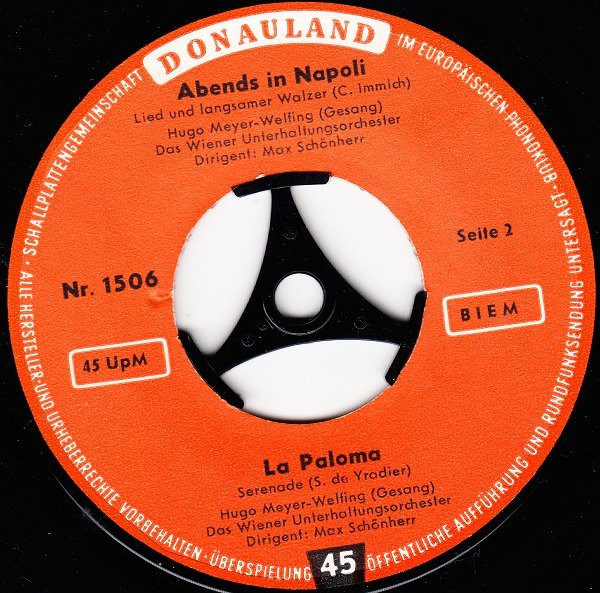 DONAULAND
SCHALLPLATTENGEMEINSCHAFT
IM EUROPÄISCHEN PHONOKLUB · 
Abends in Napoli
Lied und langsamer Walzer (C. Immich)
Hugo Meyer-Welfing (Gesang)
Das Wiener Unterhaltungsorchester
Dirigent: Max Schönherr
Nr. 1506
Seite 2
45 UpM
BIEM
La Paloma
Serenade (S. de Yradier)
Hugo Meyer-Welfing (Gesang)
Das Wiener Unterhaltungsorchester
Dirigent: Max Schönherr
45
· ALLE HERSTELLER-UND URHEBERRECHTE VORBEHALTEN · ÜBERSPIELUNG
ÖFFENTLICHE AUFFÜHRUNG UND RUNDFUNKSENDUNG UNTERSAGT ·